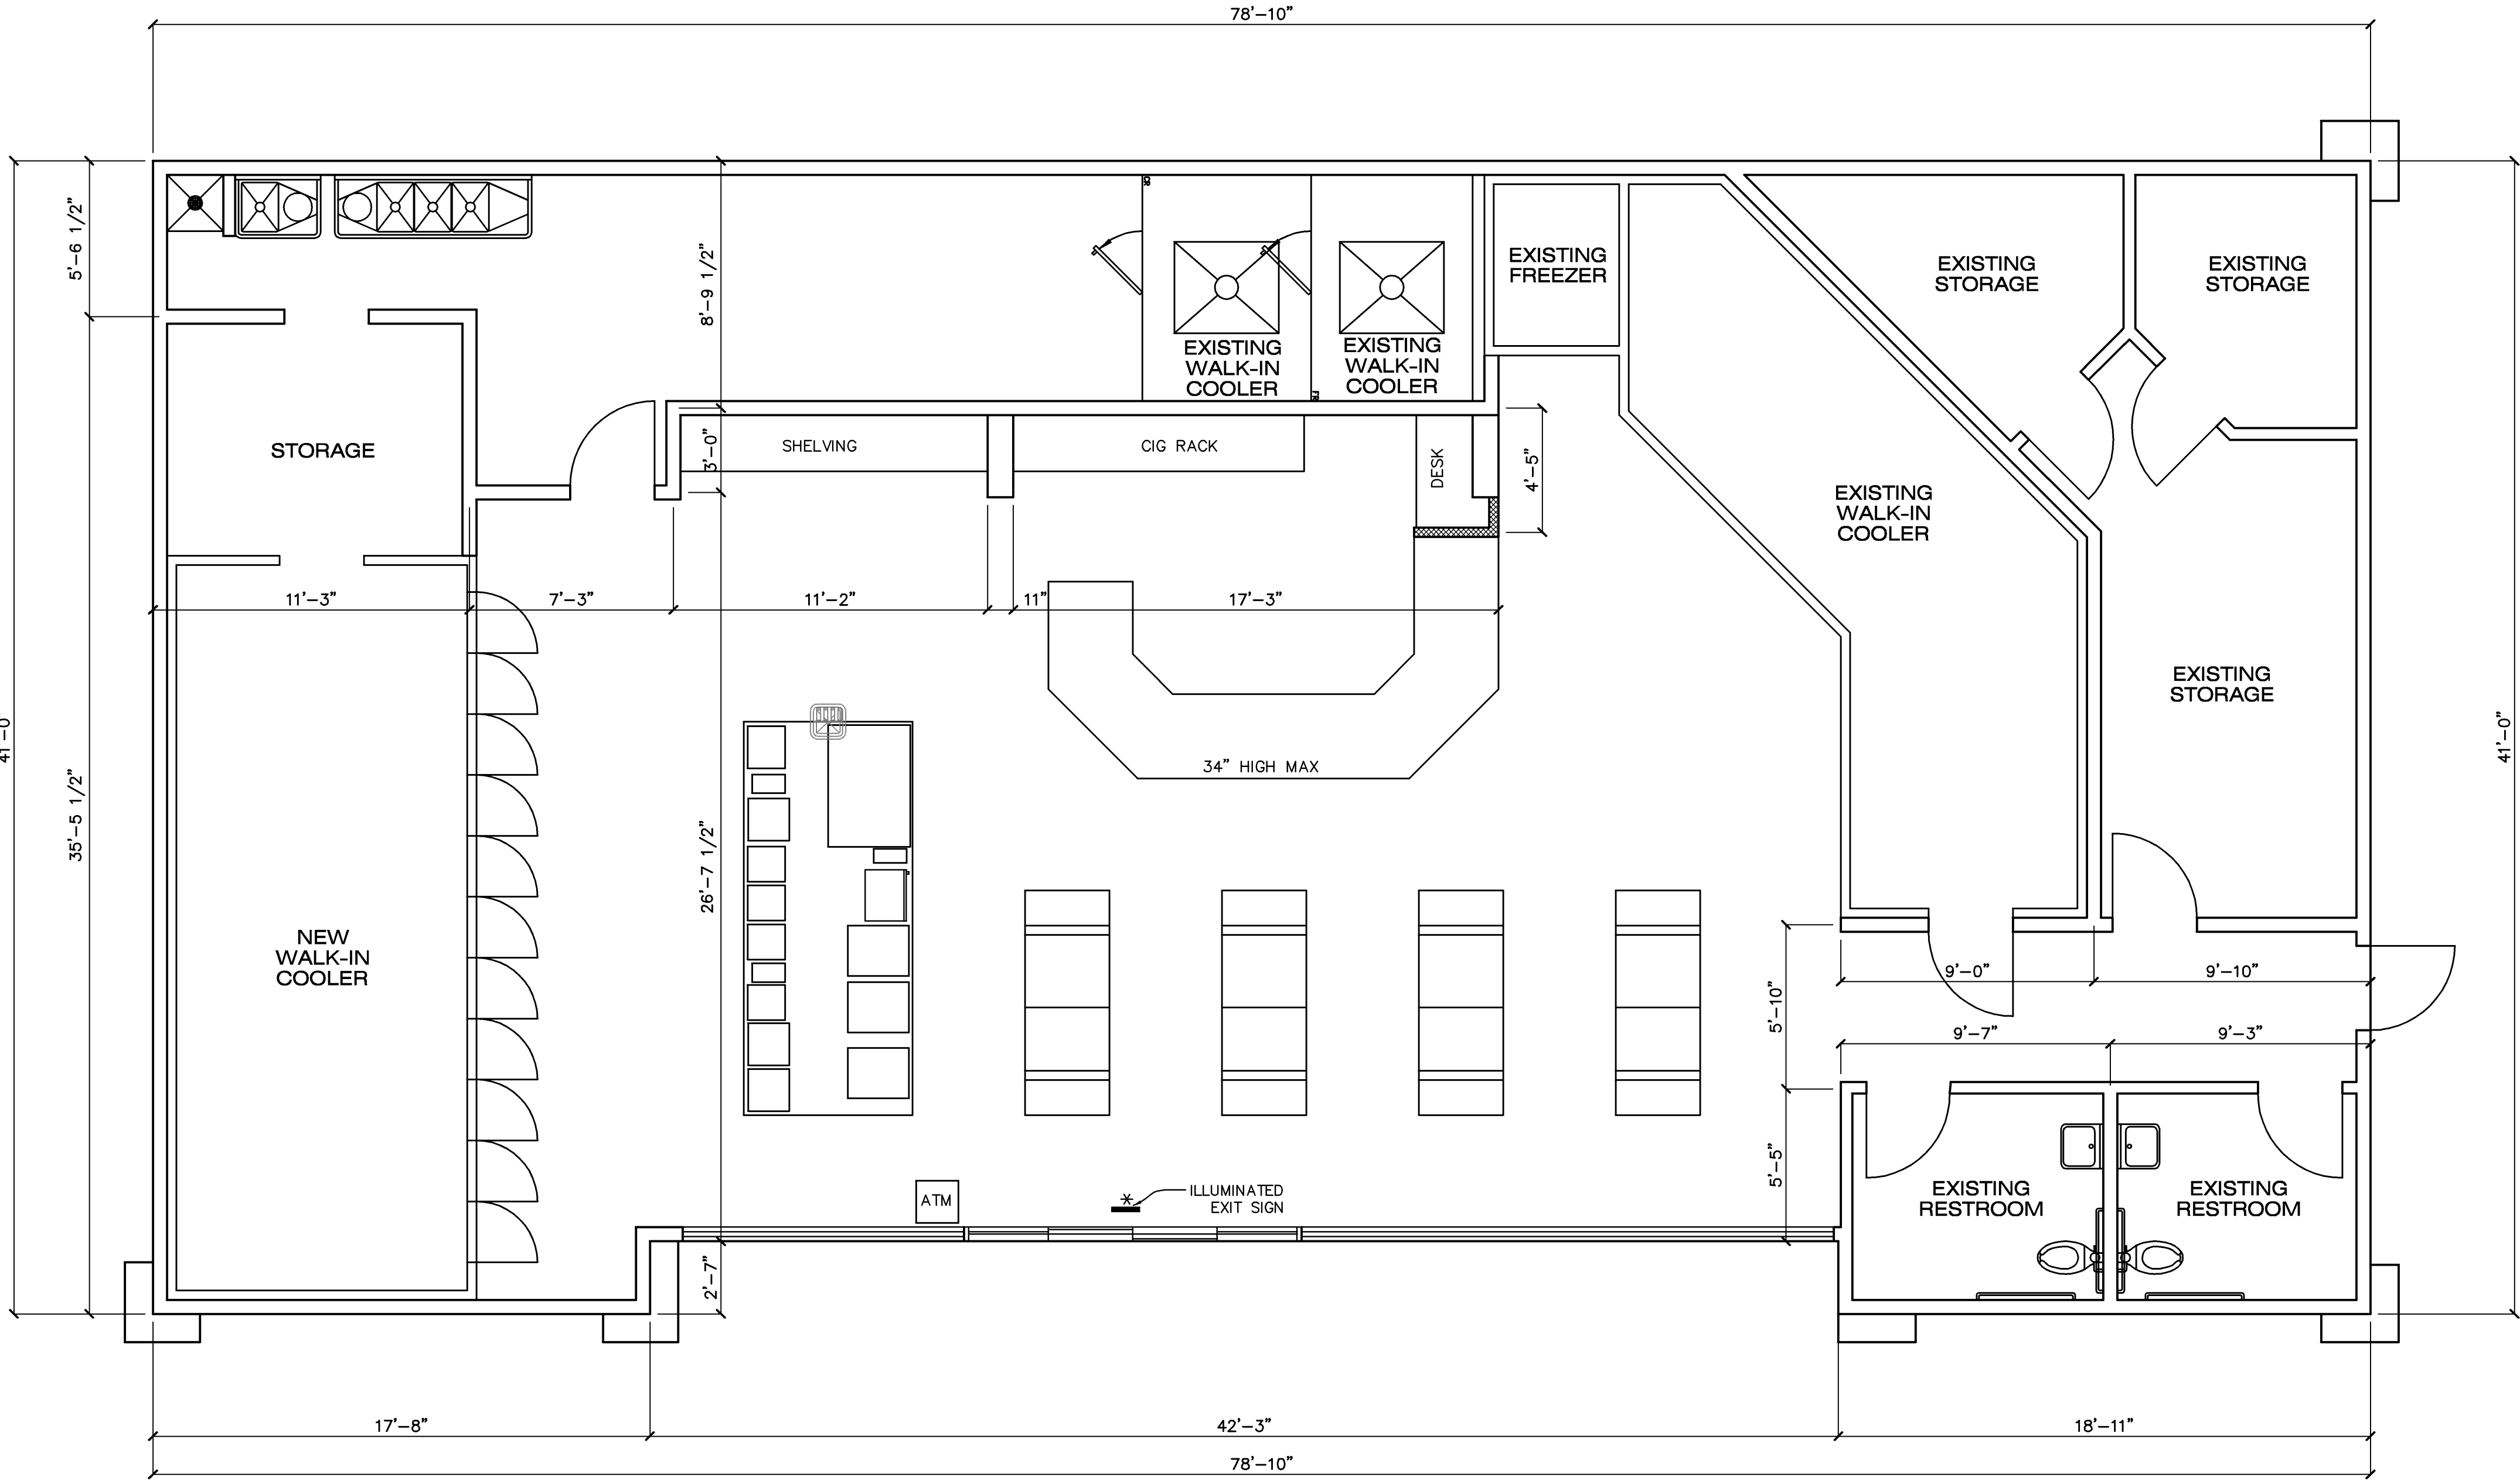 78'-10"
5'-6 1/2"
8'-9 1/2"
CR
EXISTING
FREEZER
EXISTING
STORAGE
EXISTING
STORAGE
EXISTING
WALK-IN
COOLER
EXISTING
WALK-IN
COOLER
FR
STORAGE
3'-0"
SHELVING
CIG RACK
DESK
4'-5"
EXISTING
WALK-IN
COOLER
11'-3"
7'-3"
11'-2"
11"
17'-3"
EXISTING
STORAGE
41'-0"
41'-0"
34" HIGH MAX
35'-5 1/2"
26'-7 1/2"
NEW
WALK-IN
COOLER
9'-0"
9'-10"
5'-10"
9'-7"
9'-3"
5'-5"
ATM
ILLUMINATED
EXIT SIGN
EXISTING
RESTROOM
EXISTING
RESTROOM
2'-7"
17'-8"
42'-3"
18'-11"
78'-10"